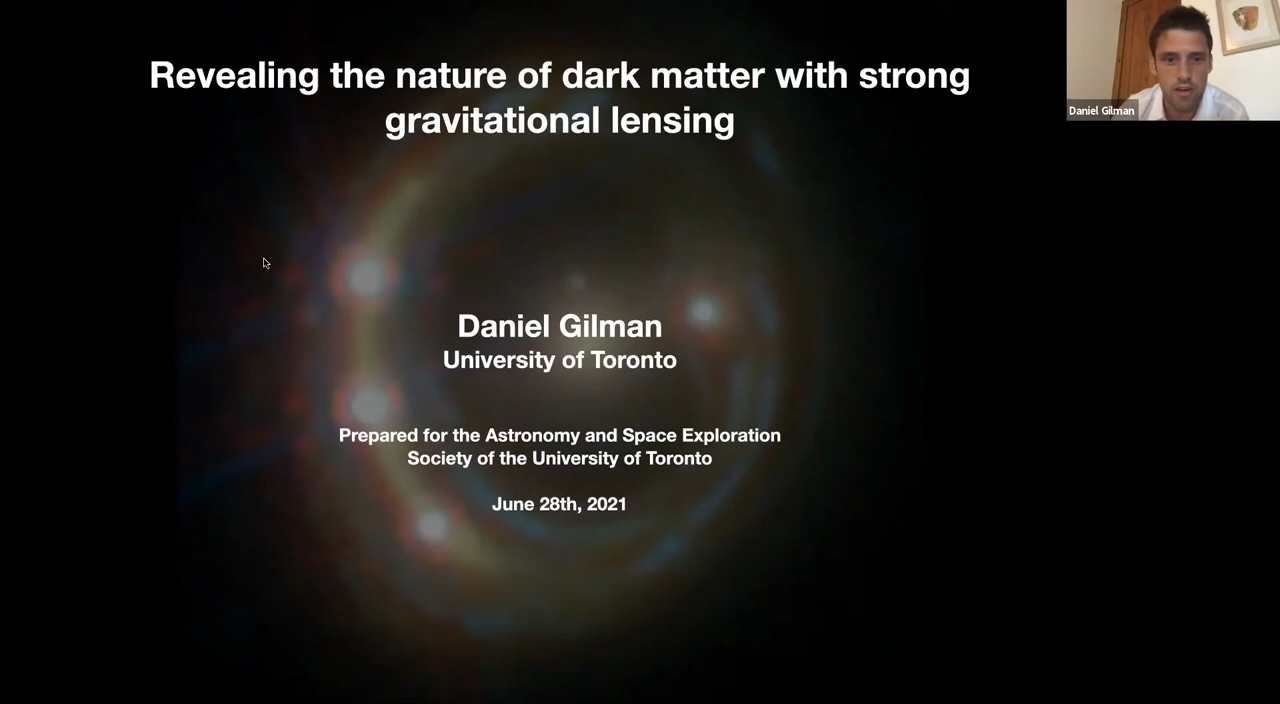 Revealing the nature of dark matter with strong
gravitational lensing
Daniel Gilman
Daniel Gilman
University of Toronto
Prepared for the Astronomy and Space Exploration
Society of the University of Toronto
June 28th, 2021